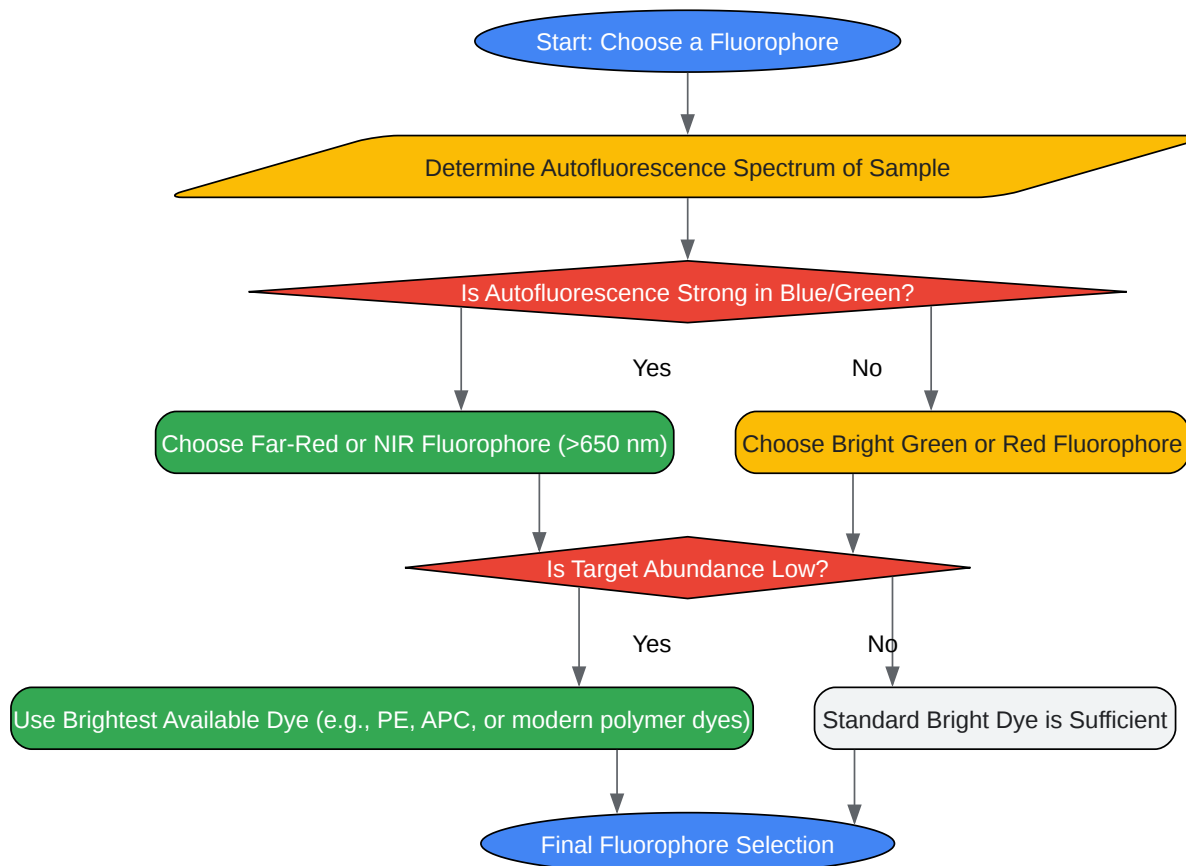 Start: Choose a Fluorophore
Determine Autofluorescence Spectrum of Sample
Is Autofluorescence Strong in Blue/Green?
Yes
No
Choose Far-Red or NIR Fluorophore (>650 nm)
Choose Bright Green or Red Fluorophore
Is Target Abundance Low?
Yes
No
Use Brightest Available Dye (e.g., PE, APC, or modern polymer dyes)
Standard Bright Dye is Sufficient
Final Fluorophore Selection